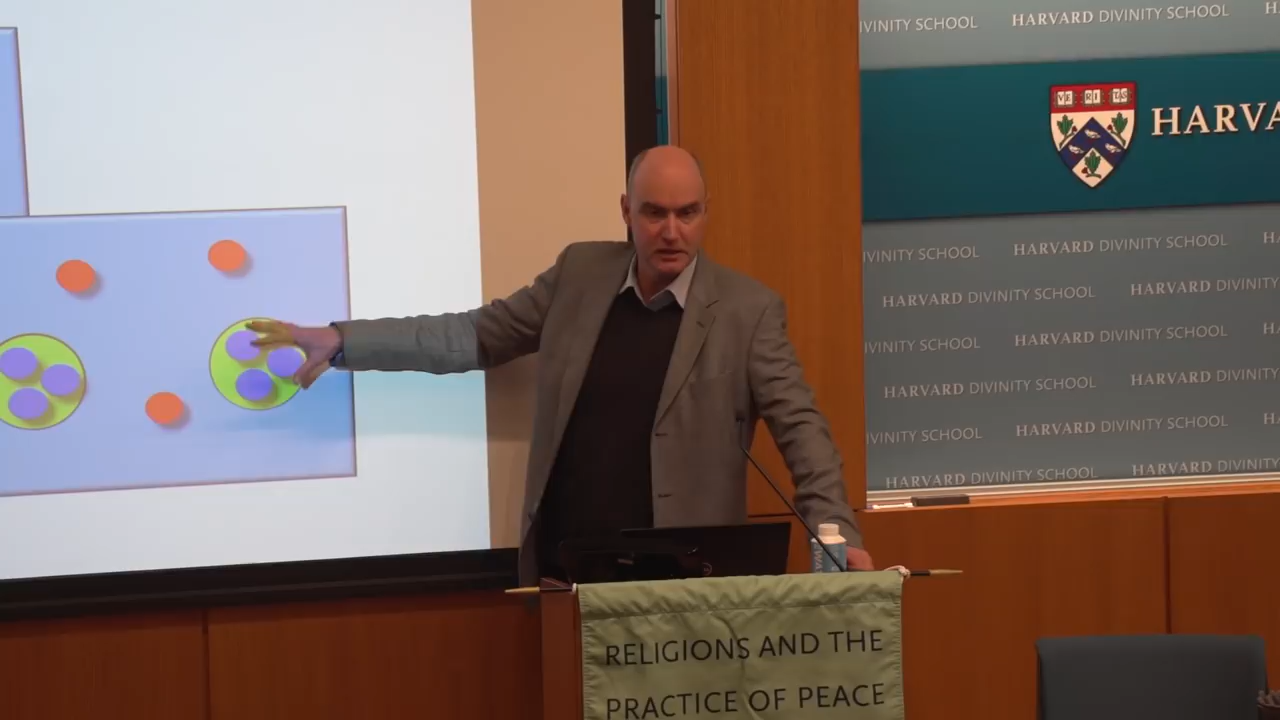 IVINITY SCHOOL HARVARD DIVINITY SCHOOL H
VE RI TAS
HARVA
IVINITY SCHOOL HARVARD DIVINITY SCHOOL H
HARVARD DIVINITY SCHOOL HARVARD DIVINITY
IVINITY SCHOOL HARVARD DIVINITY SCHOOL H
HARVARD DIVINITY SCHOOL HARVARD DIVINITY
IVINITY SCHOOL HARVARD DIVINITY SCHOOL H
HARVARD DIVINITY SCHOOL HARVARD DIVINITY
RELIGIONS AND THE
PRACTICE OF PEACE